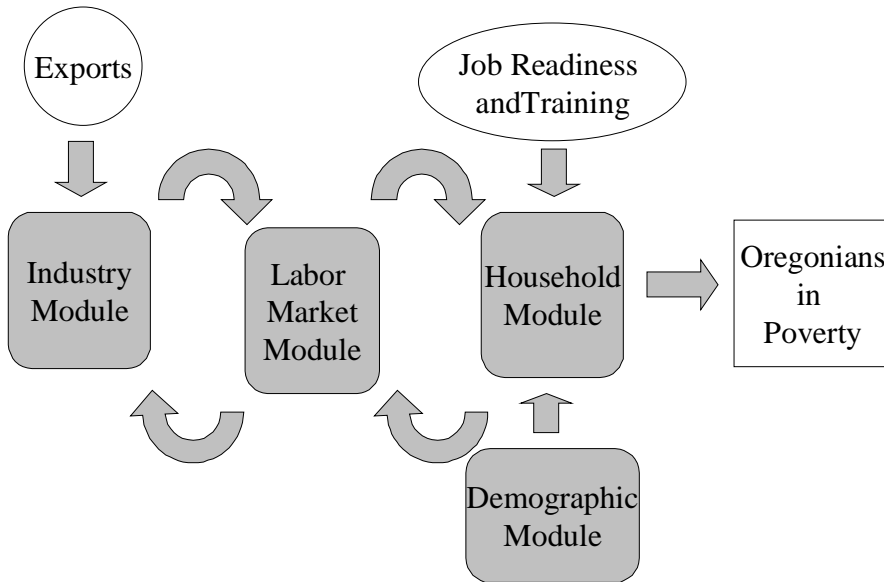 Exports
Job Readiness
andTraining
Industry
Module
Labor
Market
Module
Household
Module
Oregonians
in
Poverty
Demographic
Module